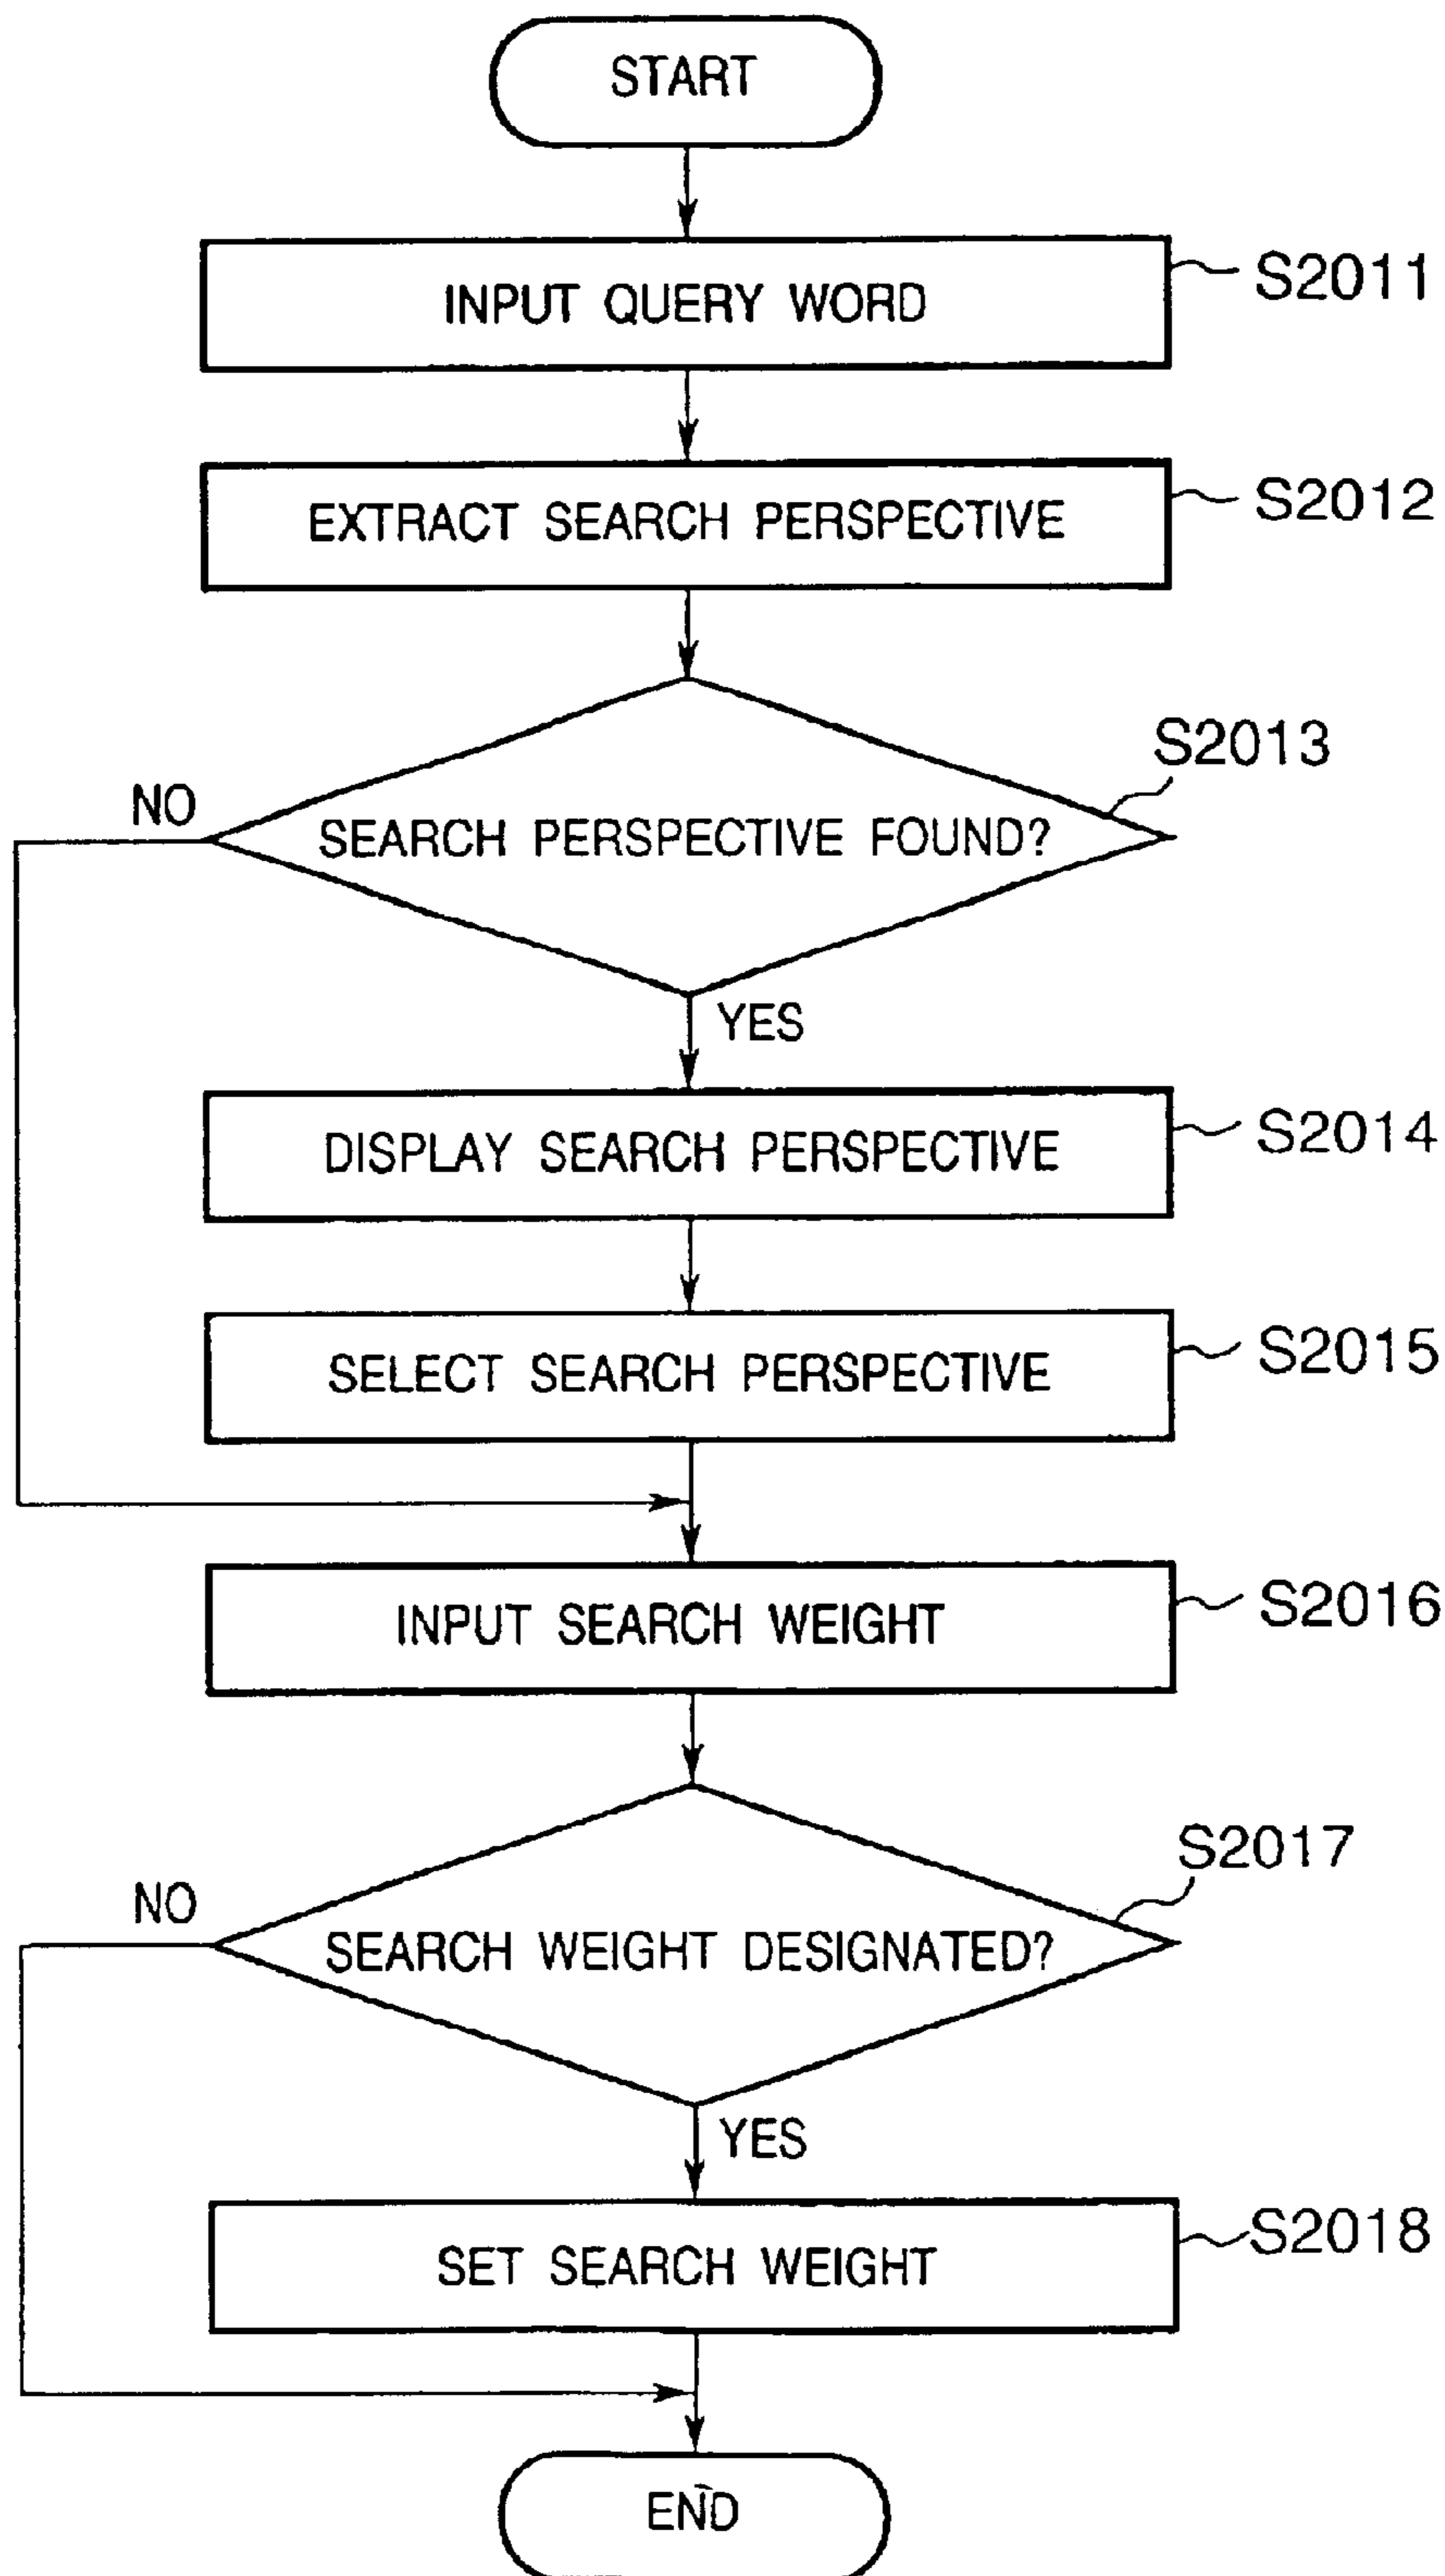 START
INPUT QUERY WORD
S2011
EXTRACT SEARCH PERSPECTIVE
S2012
S2013
NO
SEARCH PERSPECTIVE FOUND?
YES
DISPLAY SEARCH PERSPECTIVE
S2014
SELECT SEARCH PERSPECTIVE
S2015
INPUT SEARCH WEIGHT
S2016
S2017
NO
SEARCH WEIGHT DESIGNATED?
YES
SET SEARCH WEIGHT
S2018
END